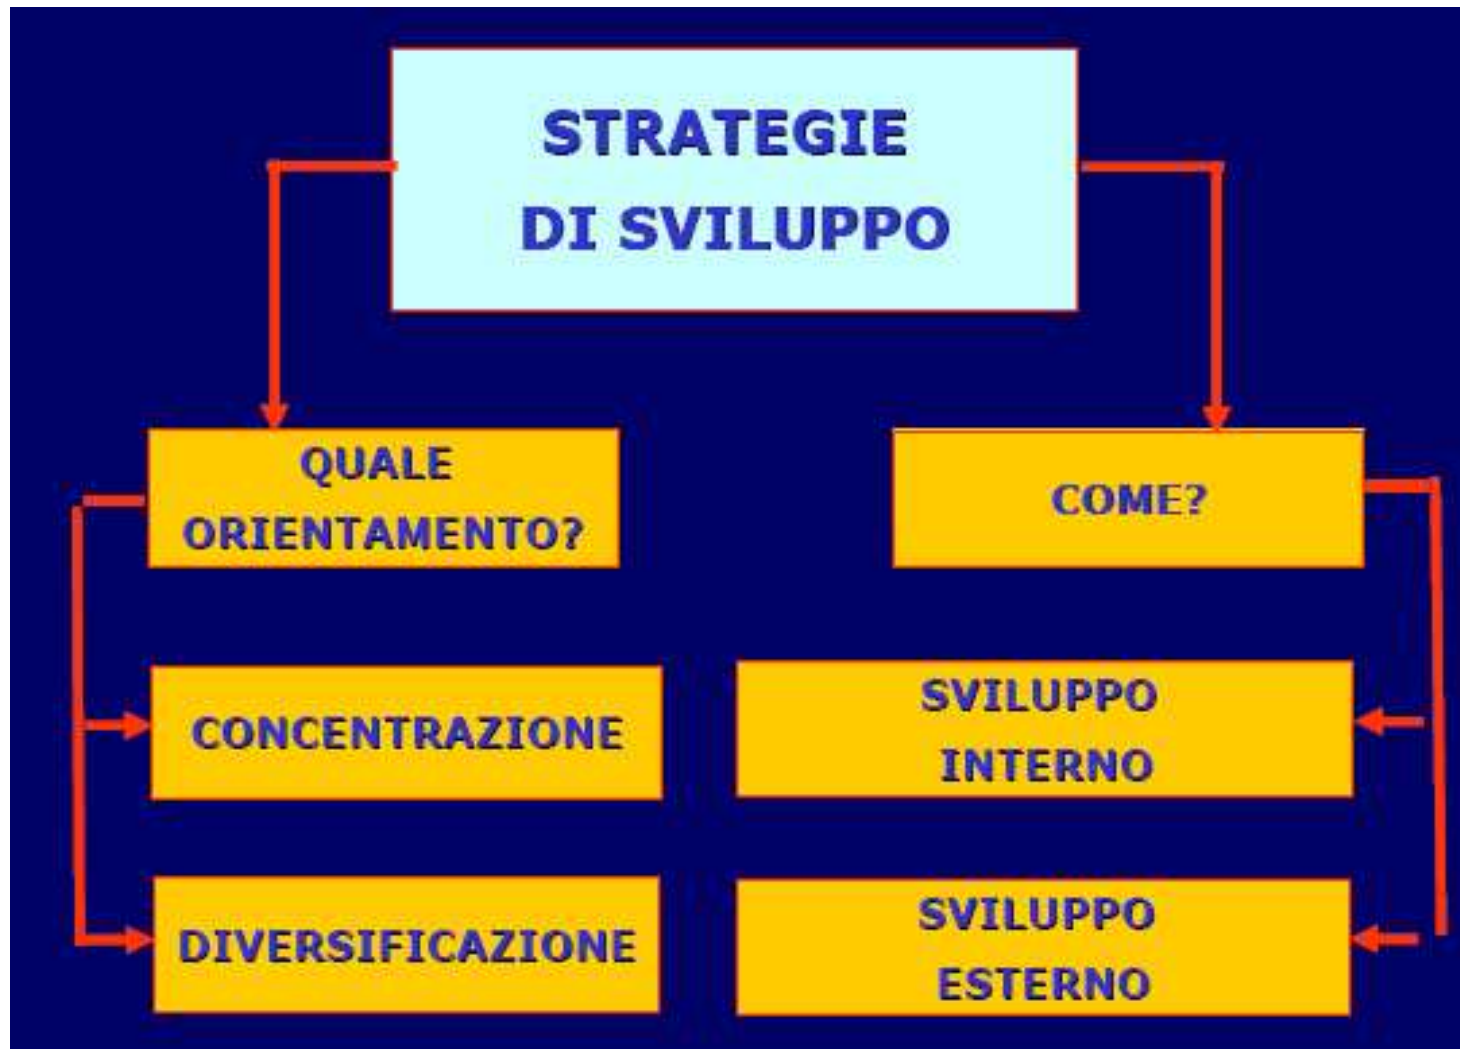 STRATEGIE
DI SVILUPPO
QUALE
ORIENTAMENTO?
COME?
CONCENTRAZIONE
SVILUPPO
INTERNO
DIVERSIFICAZIONE
SVILUPPO
ESTERNO